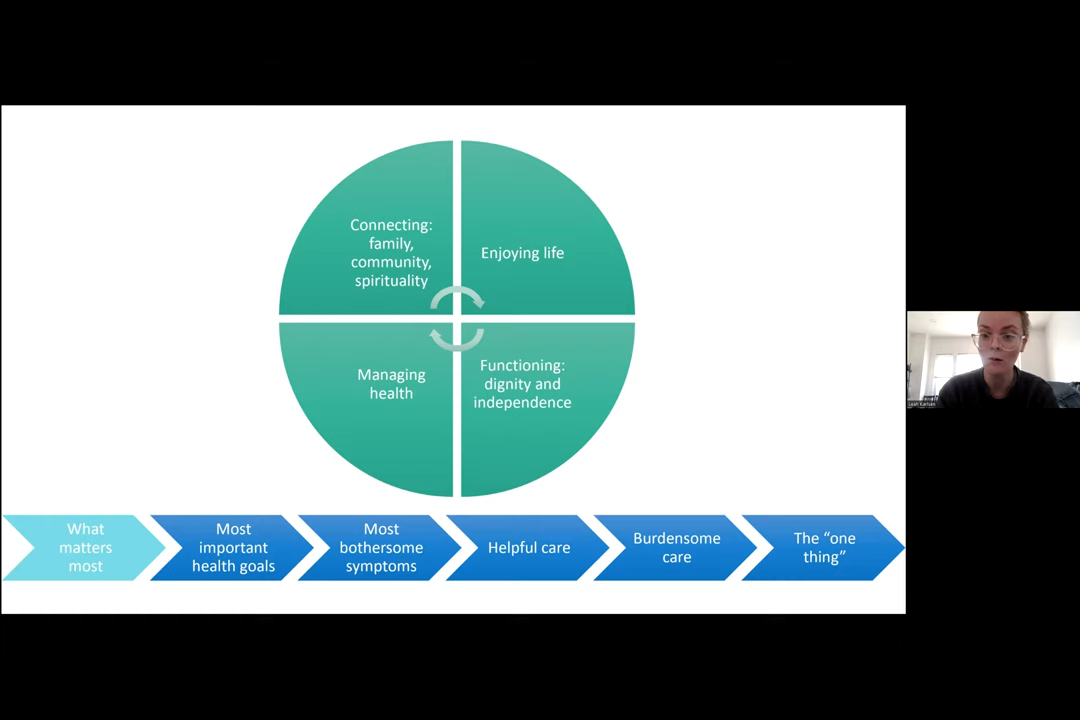 Connecting:
family,
community,
spirituality
Enjoying life
Managing
health
Functioning:
dignity and
independence
What
matters
most
Most
important
health goals
Most
bothersome
symptoms
Helpful care
Burdensome
care
The “one
thing”